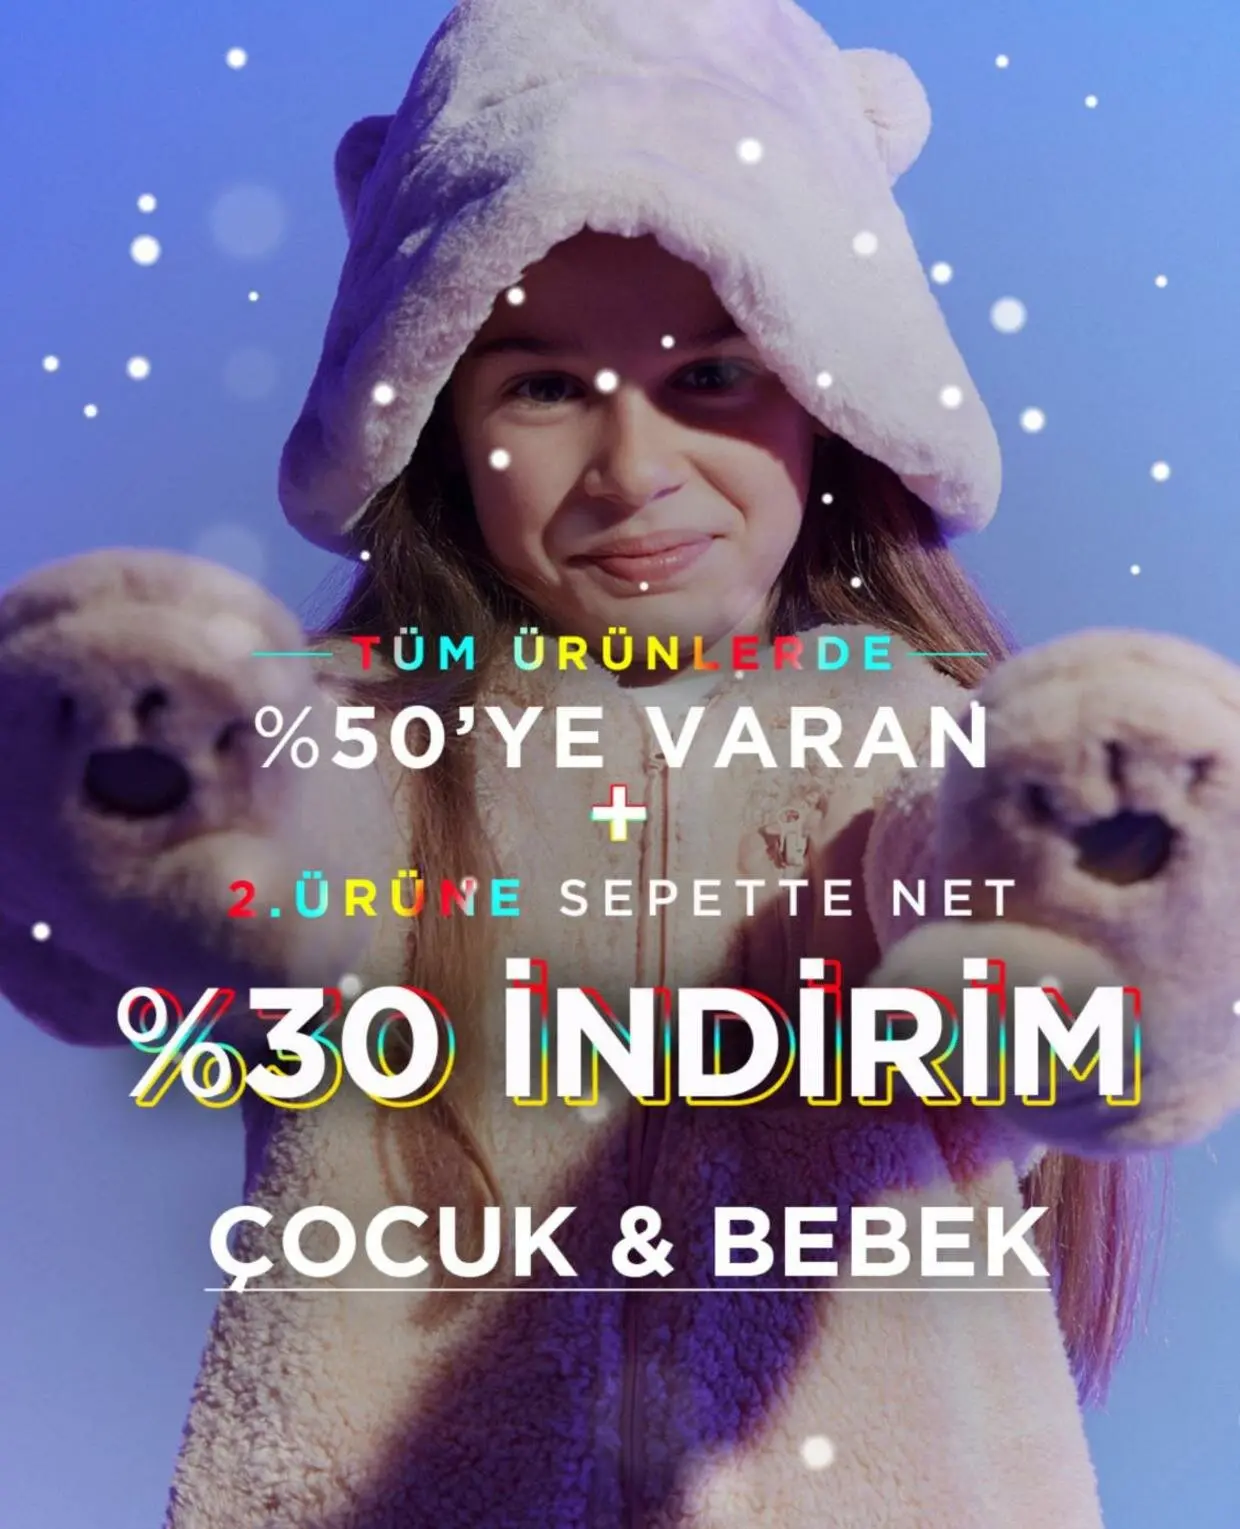 TÜM ÜRÜNLERDE
%50'YE VARAN
+
2.ÜRÜNE SEPETTE NET
%30 İNDİRİM
ÇOCUK & BEBEK